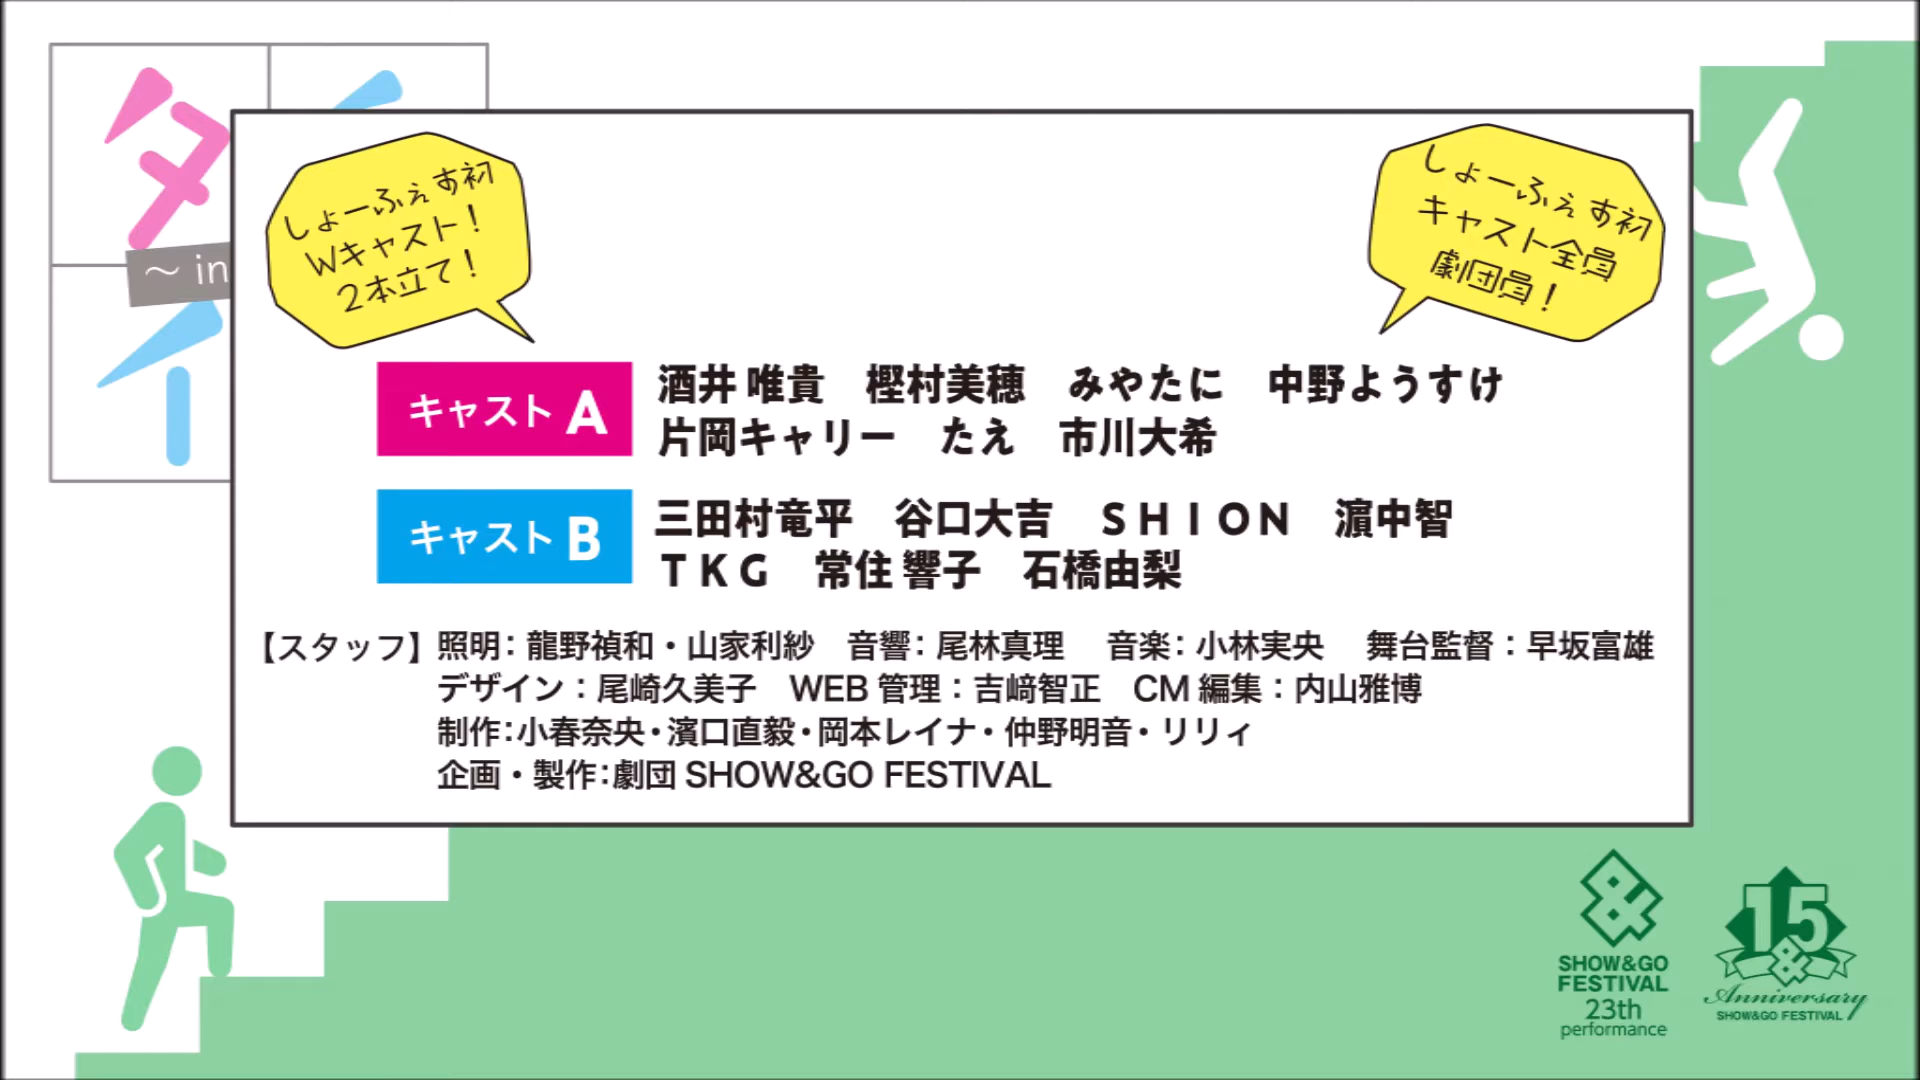 タイ
～ in
イ
しょーふぇす初
Wキャスト！
2本立て！
しょーふぇす初
キャスト全員
劇団員！
キャスト A
酒井 唯貴　樫村美穂　みやたに　中野ようすけ
片岡キャリー　たえ　市川大希
キャスト B
三田村竜平　谷口大吉　ＳＨＩＯＮ　濵中智
ＴＫＧ　常住 響子　石橋由梨
【スタッフ】照明：龍野禎和・山家利紗　音響：尾林真理　音楽：小林実央　舞台監督：早坂富雄
デザイン：尾崎久美子　WEB 管理：吉﨑智正　CM 編集：内山雅博
制作：小春奈央・濱口直毅・岡本レイナ・仲野明音・リリィ
企画・製作：劇団 SHOW&GO FESTIVAL
SHOW&GO
FESTIVAL
23th
performance
15
Anniversary
SHOW&GO FESTIVAL